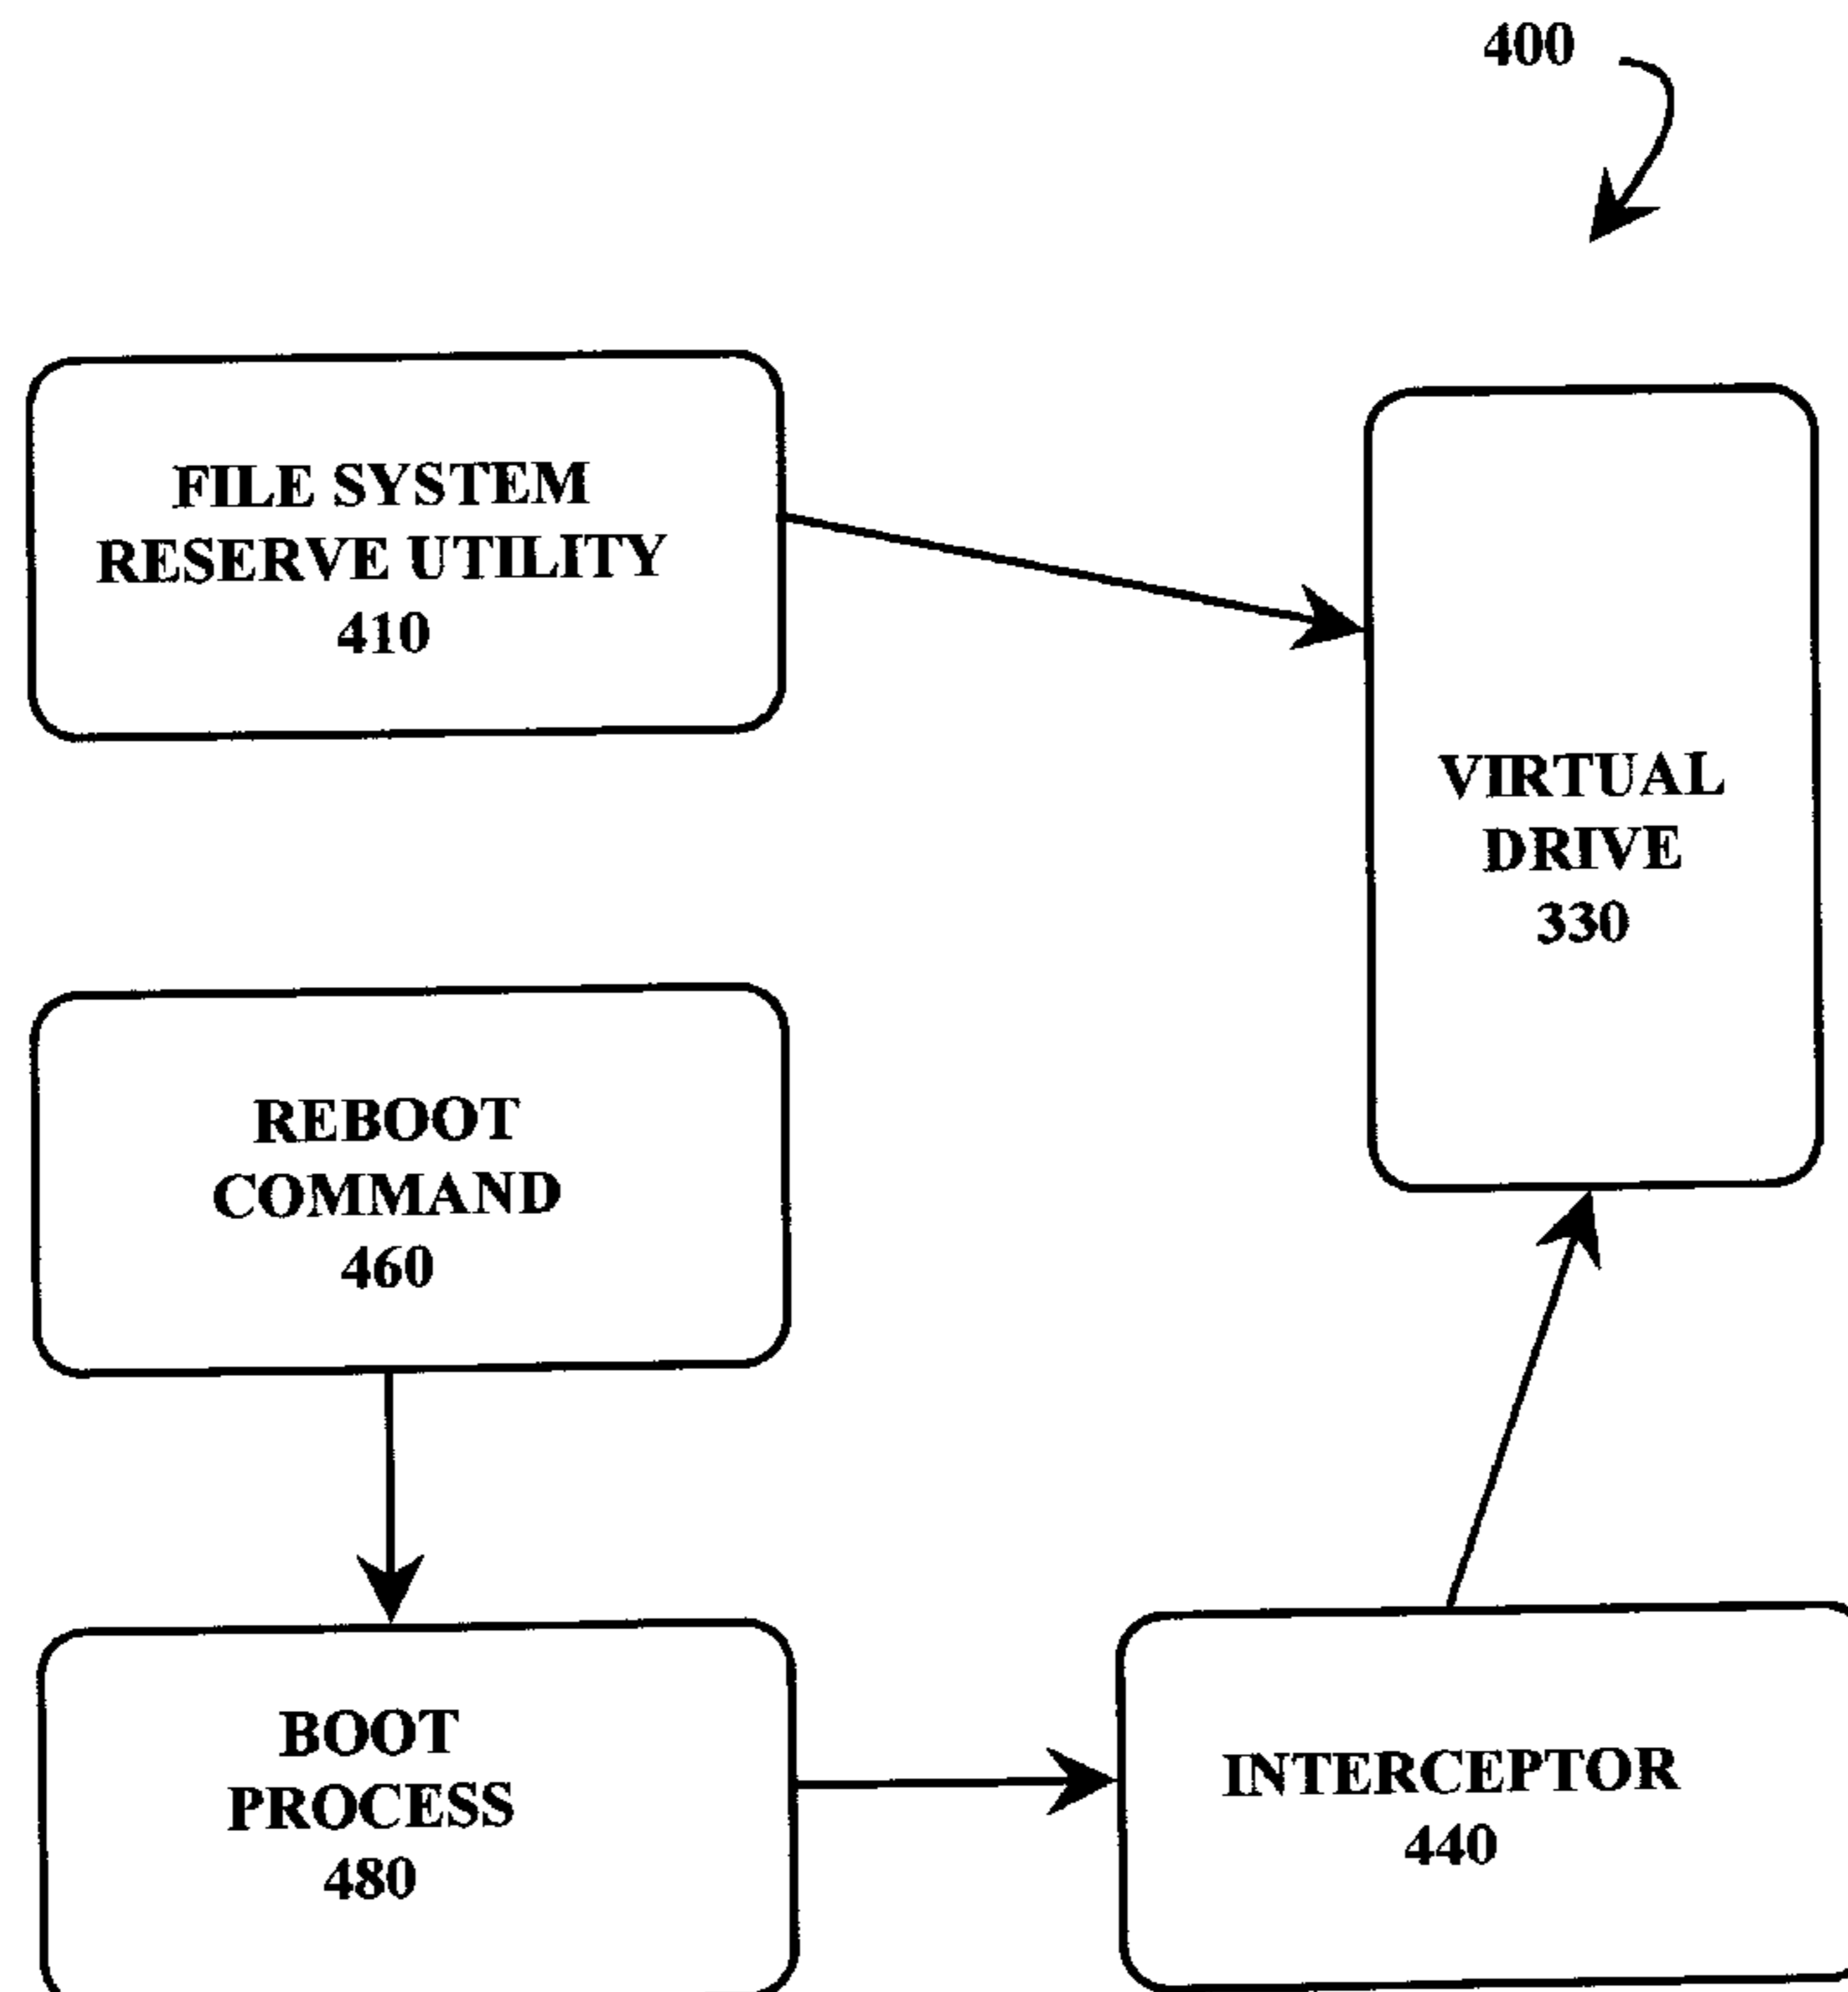 400
FILE SYSTEM
RESERVE UTILITY
410
VIRTUAL
DRIVE
330
REBOOT
COMMAND
460
BOOT
PROCESS
480
INTERCEPTOR
440